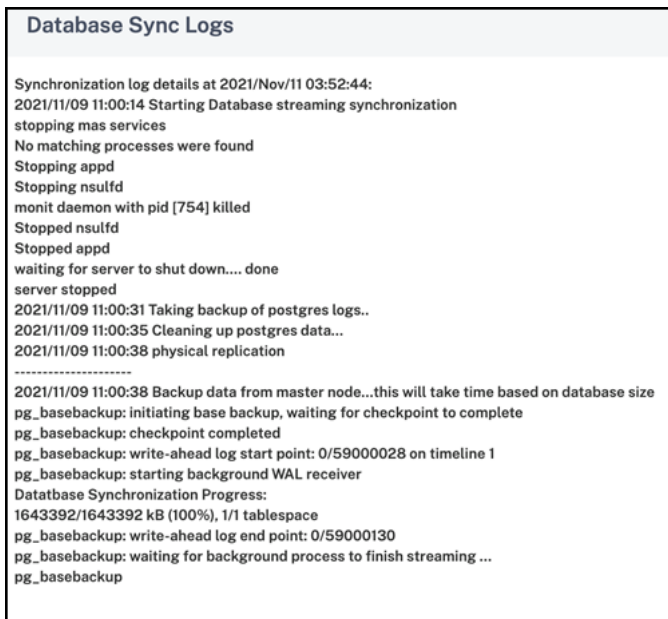 Database Sync Logs
Synchronization log details at 2021/Nov/11 03:52:44:
2021/11/09 11:00:14 Starting Database streaming synchronization
stopping mas services
No matching processes were found
Stopping appd
Stopping nsulfd
monit daemon with pid [754] killed
Stopped nsulfd
Stopped appd
waiting for server to shut down.... done
server stopped
2021/11/09 11:00:31 Taking backup of postgres logs..
2021/11/09 11:00:35 Cleaning up postgres data...
2021/11/09 11:00:38 physical replication
---------------------
2021/11/09 11:00:38 Backup data from master node...this will take time based on database size
pg_basebackup: initiating base backup, waiting for checkpoint to complete
pg_basebackup: checkpoint completed
pg_basebackup: write-ahead log start point: 0/59000028 on timeline 1
pg_basebackup: starting background WAL receiver
Datatbase Synchronization Progress:
1643392/1643392 kB (100%), 1/1 tablespace
pg_basebackup: write-ahead log end point: 0/59000130
pg_basebackup: waiting for background process to finish streaming ...
pg_basebackup